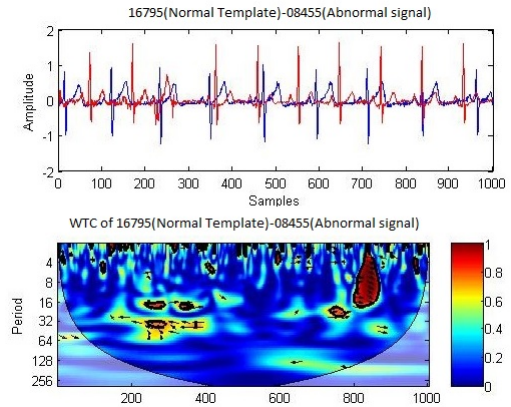 16795(Normal Template)-08455(Abnormal signal)
2
1
0
-1
-2
Amplitude
0 100 200 300 400 500 600 700 800 900 1000
Samples
WTC of 16795(Normal Template)-08455(Abnormal signal)
4
8
16
32
64
128
256
Period
200 400 600 800 1000
1
0.8
0.6
0.4
0.2
0